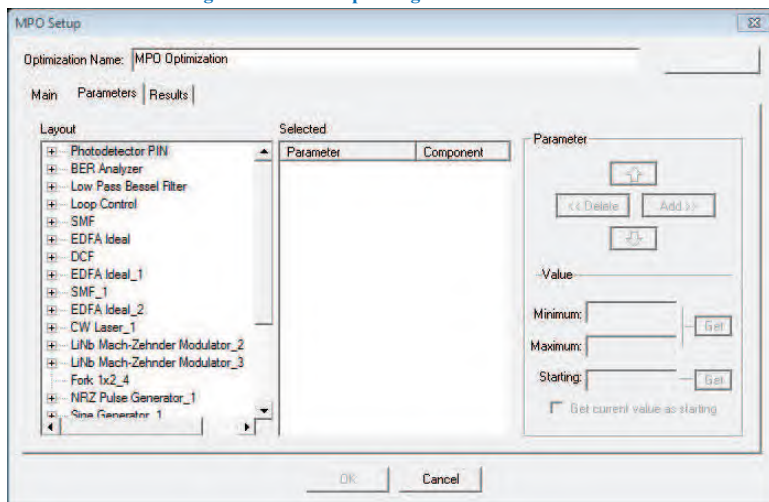 MPO Setup
Optimization Name: MPO Optimization
Main Parameters Results
Layout
Photodetector PIN
BER Analyzer
Low Pass Bessel Filter
Loop Control
SMF
EDFA Ideal
DCF
EDFA Ideal_1
SMF_1
EDFA Ideal_2
CW Laser_1
LiNb Mach-Zehnder Modulator_2
LiNb Mach-Zehnder Modulator_3
Fork 1x2_4
NRZ Pulse Generator_1
Sine Generator_1
Selected
Parameter Component
Parameter
<< Delete Add >>
Value
Minimum:
Get
Maximum:
Starting: Get
Get current value as starting
OK Cancel